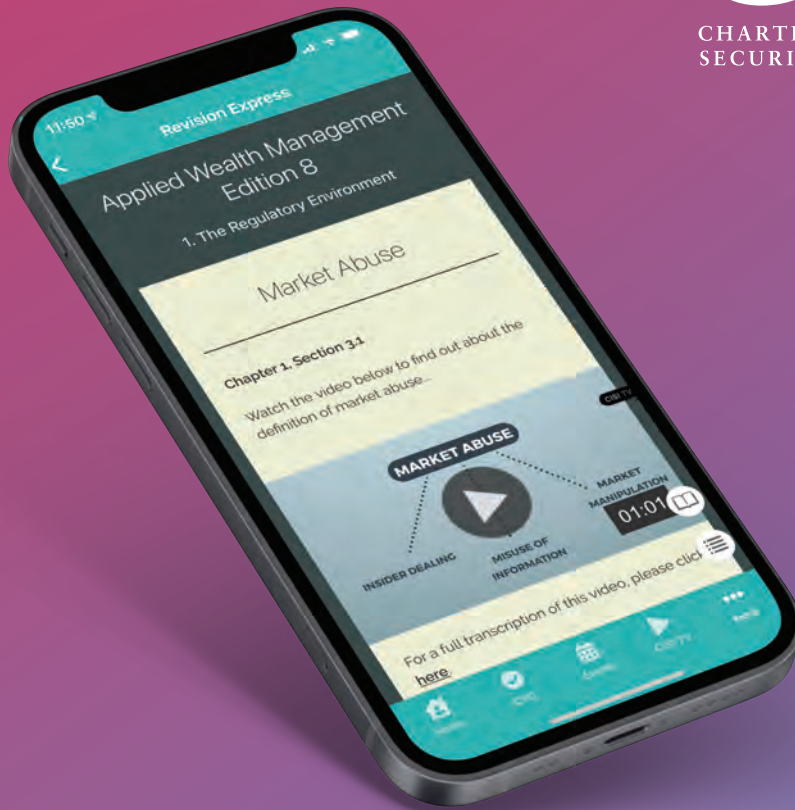 CHARTE
SECURI
11:50
Revision Express
Applied Wealth Management
Edition 8
1. The Regulatory Environment
Market Abuse
Chapter 1, Section 3.1
Watch the video below to find out about the
definition of market abuse...
CISI TV
MARKET ABUSE
MARKET
MANIPULATION
01:01
INSIDER DEALING
MISUSE OF
INFORMATION
For a full transcription of this video, please click
here.
CPD
Events
CISI TV